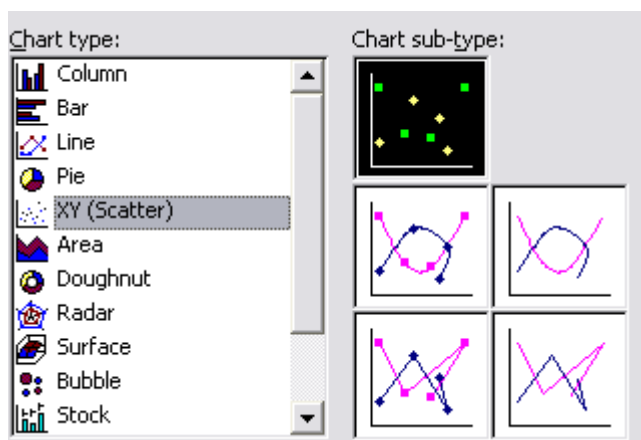 Chart type:
Column
Bar
Line
Pie
XY (Scatter)
Area
Doughnut
Radar
Surface
Bubble
Stock
Chart sub-type: